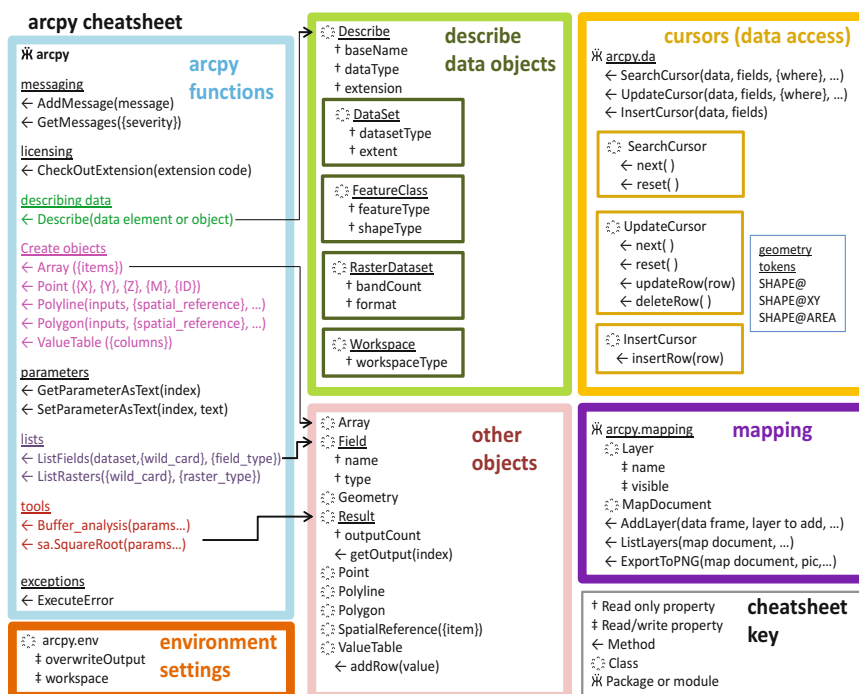 arcpy cheatsheet
Ӝ arcpy
arcpy
functions
messaging
← AddMessage(message)
← GetMessages({severity})
licensing
← CheckOutExtension(extension code)
describing data
← Describe(data element or object)
Create objects
← Array ({items})
← Point ({X}, {Y}, {Z}, {M}, {ID})
← Polyline(inputs, {spatial_reference}, …)
← Polygon(inputs, {spatial_reference}, …)
← ValueTable ({columns})
parameters
← GetParameterAsText(index)
← SetParameterAsText(index, text)
lists
← ListFields(dataset,{wild_card}, {field_type})
← ListRasters({wild_card}, {raster_type})
tools
← Buffer_analysis(params…)
← sa.SquareRoot(params…)
exceptions
← ExecuteError
arcpy.env
‡ overwriteOutput
‡ workspace
environment
settings
Describe
† baseName
† dataType
† extension
describe
data objects
DataSet
† datasetType
† extent
FeatureClass
† featureType
† shapeType
RasterDataset
† bandCount
† format
Workspace
† workspaceType
Array
Field
† name
† type
Geometry
Result
† outputCount
← getOutput(index)
Point
Polyline
Polygon
SpatialReference({item})
ValueTable
← addRow(value)
other
objects
cursors (data access)
Ӝ arcpy.da
← SearchCursor(data, fields, {where}, …)
← UpdateCursor(data, fields, {where}, …)
← InsertCursor(data, fields)
SearchCursor
← next( )
← reset( )
UpdateCursor
← next( )
← reset( )
← updateRow(row)
← deleteRow( )
InsertCursor
← insertRow(row)
geometry
tokens
SHAPE@
SHAPE@XY
SHAPE@AREA
mapping
Ӝ arcpy.mapping
Layer
‡ name
‡ visible
MapDocument
← AddLayer(data frame, layer to add, …)
← ListLayers(map document, …)
← ExportToPNG(map document, pic,…)
† Read only property
‡ Read/write property
← Method
Class
Ӝ Package or module
cheatsheet
key